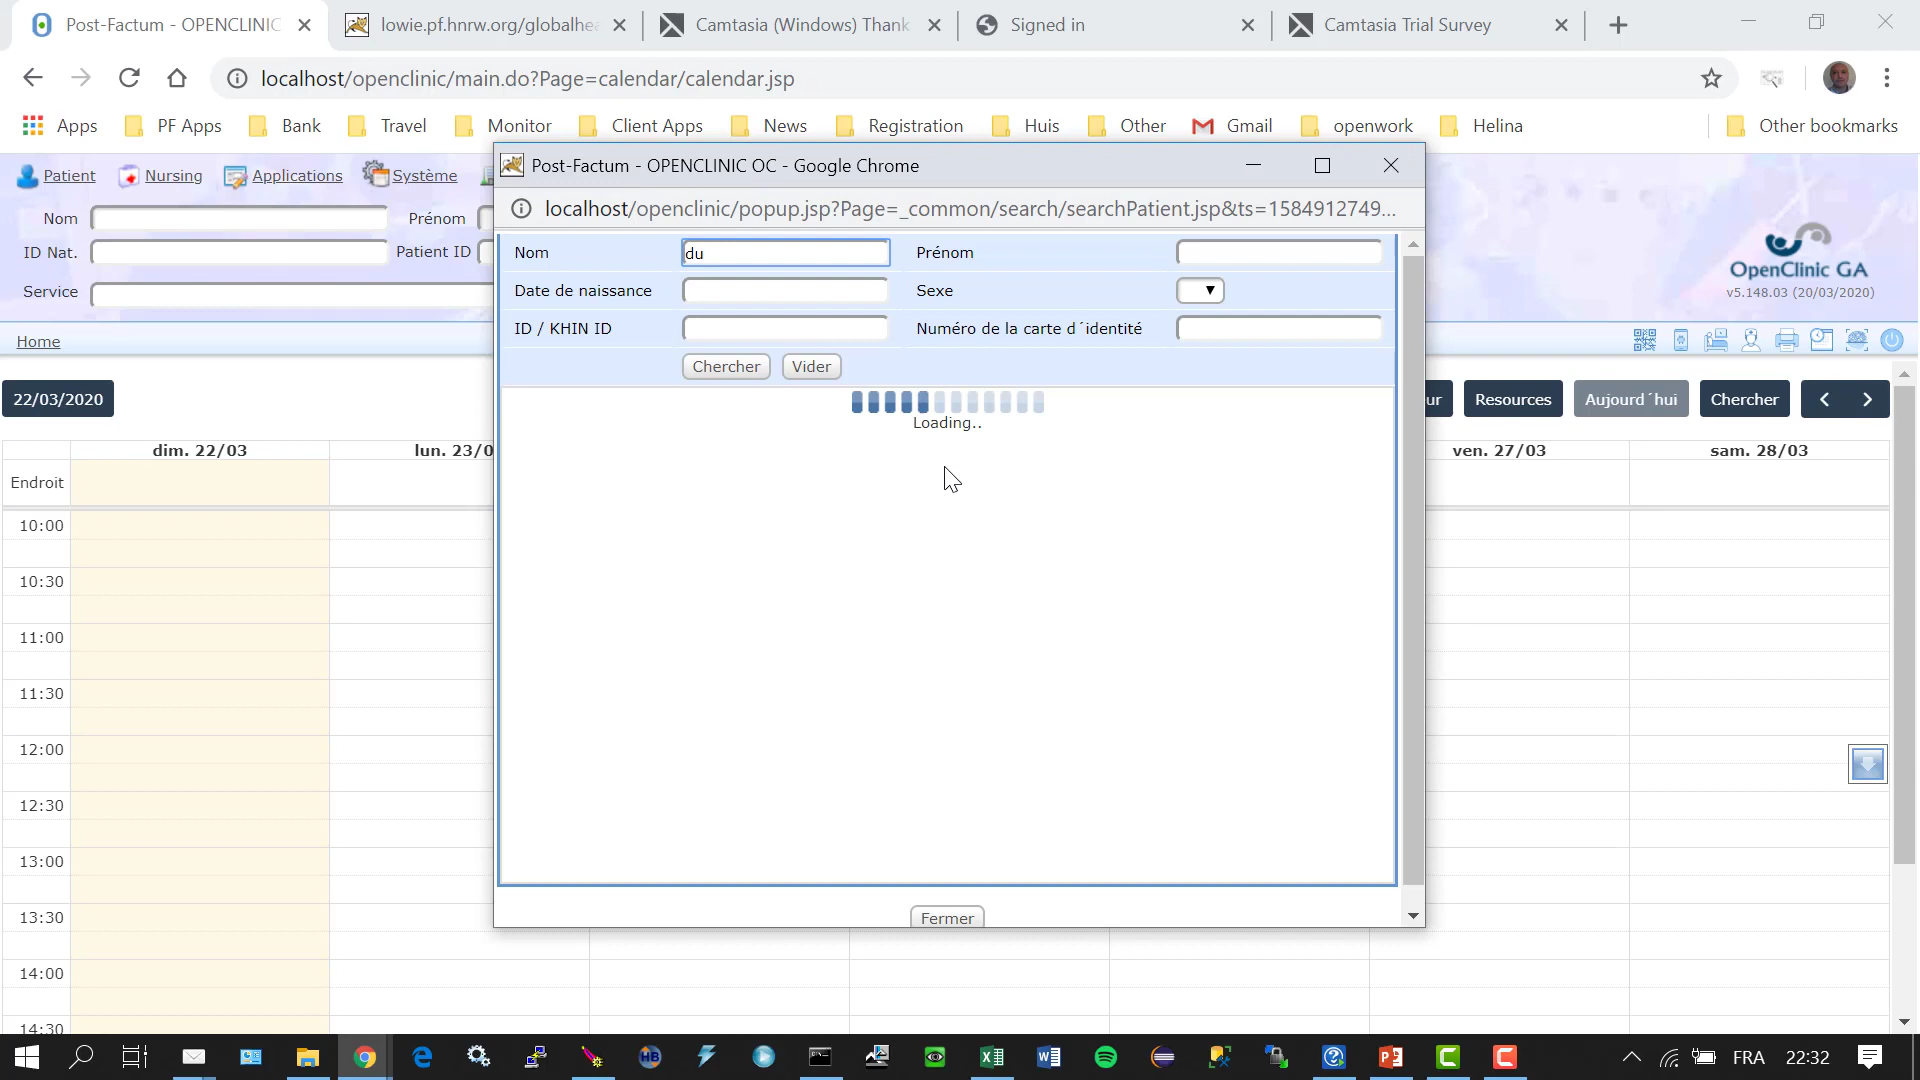 Post-Factum - OPENCLINIC
lowie.pf.hnrw.org/globalhea
Camtasia (Windows) Thank
Signed in
Camtasia Trial Survey
localhost/openclinic/main.do?Page=calendar/calendar.jsp
Apps PF Apps Bank Travel Monitor Client Apps News Registration Huis Other Gmail openwork Helina Other bookmarks
Patient Nursing Applications Système
Nom Prénom
ID Nat. Patient ID
Service
OpenClinic GA
v5.148.03 (20/03/2020)
Home
Post-Factum - OPENCLINIC OC - Google Chrome
localhost/openclinic/popup.jsp?Page=_common/search/searchPatient.jsp&ts=1584912749...
Nom du Prénom
Date de naissance Sexe
ID / KHIN ID Numéro de la carte d´identité
Chercher Vider
Loading..
Fermer
22/03/2020 ur Resources Aujourd´hui Chercher
dim. 22/03 lun. 23/0 ven. 27/03 sam. 28/03
Endroit
10:00
10:30
11:00
11:30
12:00
12:30
13:00
13:30
14:00
14:30
HB FRA 22:32